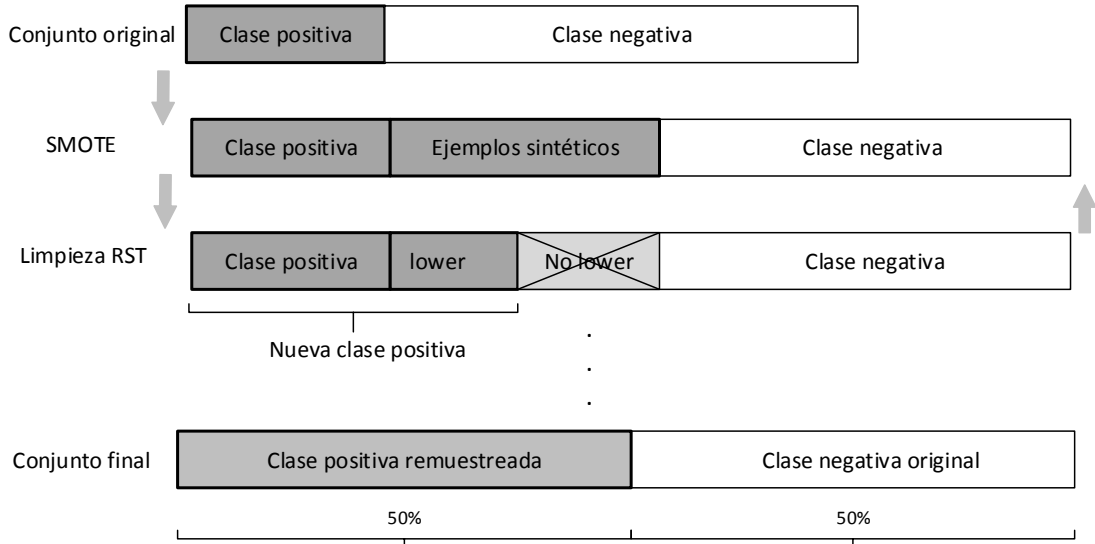 Conjunto original
Clase positiva
Clase negativa
SMOTE
Clase positiva
Ejemplos sintéticos
Clase negativa
Limpieza RST
Clase positiva
lower
No lower
Clase negativa
Nueva clase positiva
.
.
.
Conjunto final
Clase positiva remuestreada
Clase negativa original
50%
50%